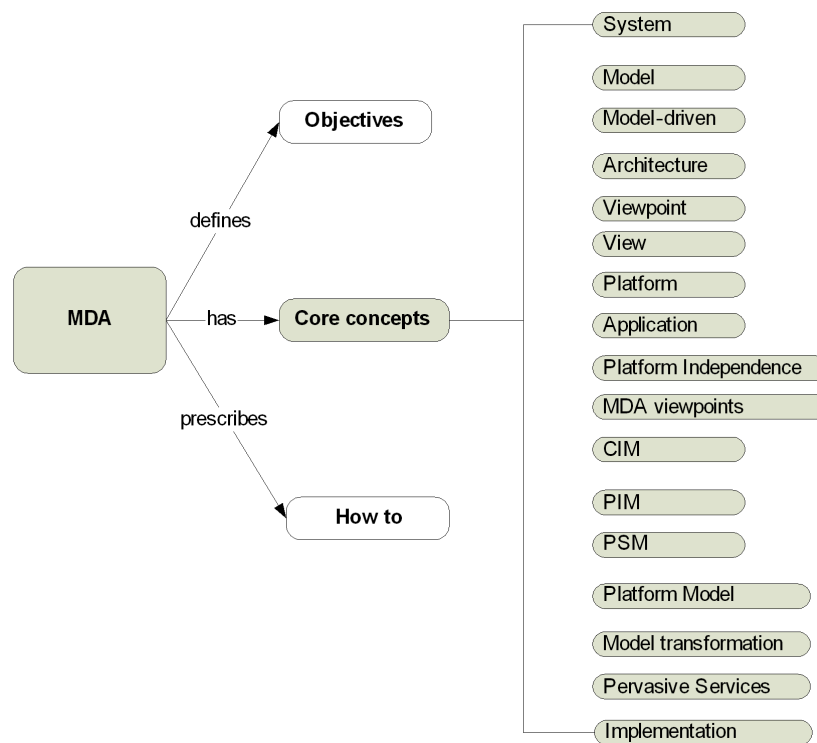 MDA
defines
has
prescribes
Objectives
Core concepts
How to
System
Model
Model-driven
Architecture
Viewpoint
View
Platform
Application
Platform Independence
MDA viewpoints
CIM
PIM
PSM
Platform Model
Model transformation
Pervasive Services
Implementation